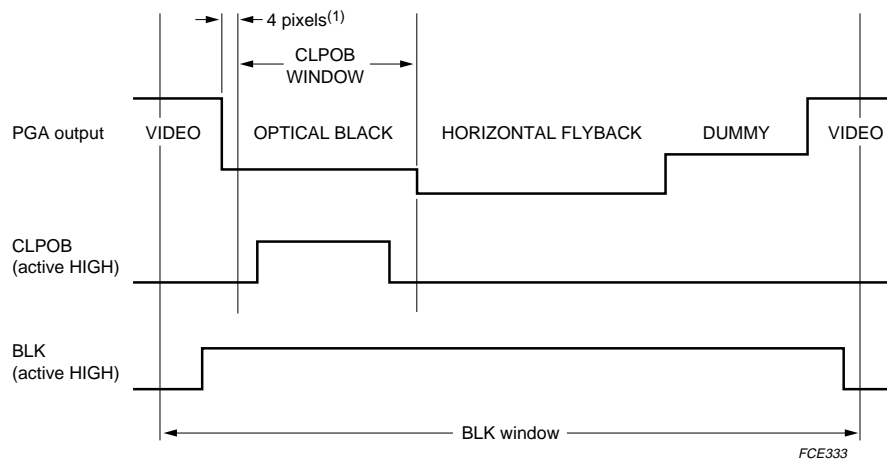 4 pixels(1)
CLPOB
WINDOW
PGA output
VIDEO
OPTICAL BLACK
HORIZONTAL FLYBACK
DUMMY
VIDEO
CLPOB
(active HIGH)
BLK
(active HIGH)
BLK window
FCE333